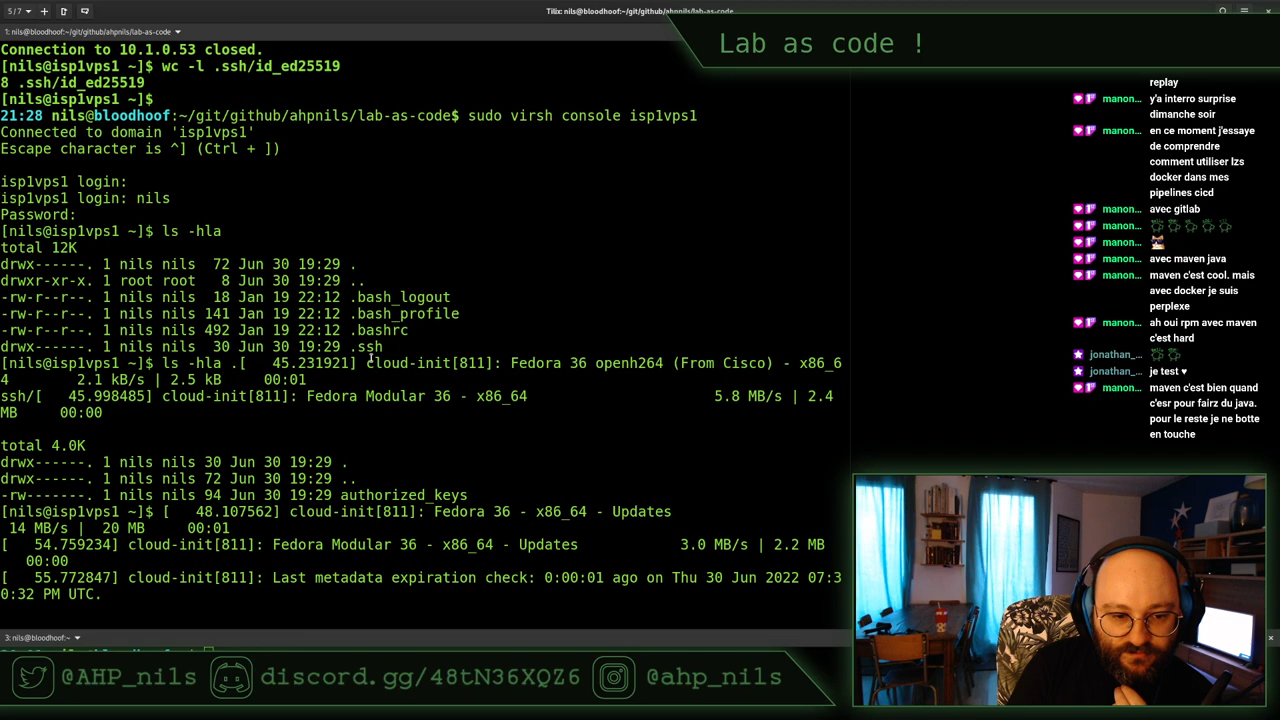 5/7
Tilix: nils@bloodhoof:~/git/github/ahpnils/lab-as-code
1: nils@bloodhoof:~/git/github/ahpnils/lab-as-code
Lab as code !
Connection to 10.1.0.53 closed.
[nils@isp1vps1 ~]$ wc -l .ssh/id_ed25519
8 .ssh/id_ed25519
[nils@isp1vps1 ~]$
21:28 nils@bloodhoof:~/git/github/ahpnils/lab-as-code$ sudo virsh console isp1vps1
Connected to domain 'isp1vps1'
Escape character is ^] (Ctrl + ])
isp1vps1 login:
isp1vps1 login: nils
Password:
[nils@isp1vps1 ~]$ ls -hla
total 12K
drwx------. 1 nils nils  72 Jun 30 19:29 .
drwxr-xr-x. 1 root root   8 Jun 30 19:29 ..
-rw-r--r--. 1 nils nils  18 Jan 19 22:12 .bash_logout
-rw-r--r--. 1 nils nils 141 Jan 19 22:12 .bash_profile
-rw-r--r--. 1 nils nils 492 Jan 19 22:12 .bashrc
drwx------. 1 nils nils  30 Jun 30 19:29 .ssh
[nils@isp1vps1 ~]$ ls -hla .[   45.231921] cloud-init[811]: Fedora 36 openh264 (From Cisco) - x86_6
4       2.1 kB/s | 2.5 kB     00:01
ssh/[   45.998485] cloud-init[811]: Fedora Modular 36 - x86_64                       5.8 MB/s | 2.4
MB     00:00
total 4.0K
drwx------. 1 nils nils 30 Jun 30 19:29 .
drwx------. 1 nils nils 72 Jun 30 19:29 ..
-rw-------. 1 nils nils 94 Jun 30 19:29 authorized_keys
[nils@isp1vps1 ~]$ [   48.107562] cloud-init[811]: Fedora 36 - x86_64 - Updates
 14 MB/s |  20 MB     00:01
[   54.759234] cloud-init[811]: Fedora Modular 36 - x86_64 - Updates            3.0 MB/s | 2.2 MB
   00:00
[   55.772847] cloud-init[811]: Last metadata expiration check: 0:00:01 ago on Thu 30 Jun 2022 07:3
0:32 PM UTC.
3: nils@bloodhoof:~
replay
manon... y'a interro surprise
dimanche soir
manon... en ce moment j'essaye
de comprendre
comment utiliser lzs
docker dans mes
pipelines cicd
manon... avec gitlab
manon...
manon...
manon... avec maven java
manon... maven c'est cool. mais
avec docker je suis
perplexe
manon... ah oui rpm avec maven
c'est hard
jonathan_...
jonathan_... je test ♥
manon... maven c'est bien quand
c'esr pour fairz du java.
pour le reste je ne botte
en touche
@AHP_nils
discord.gg/48tN36XQZ6
@ahp_nils